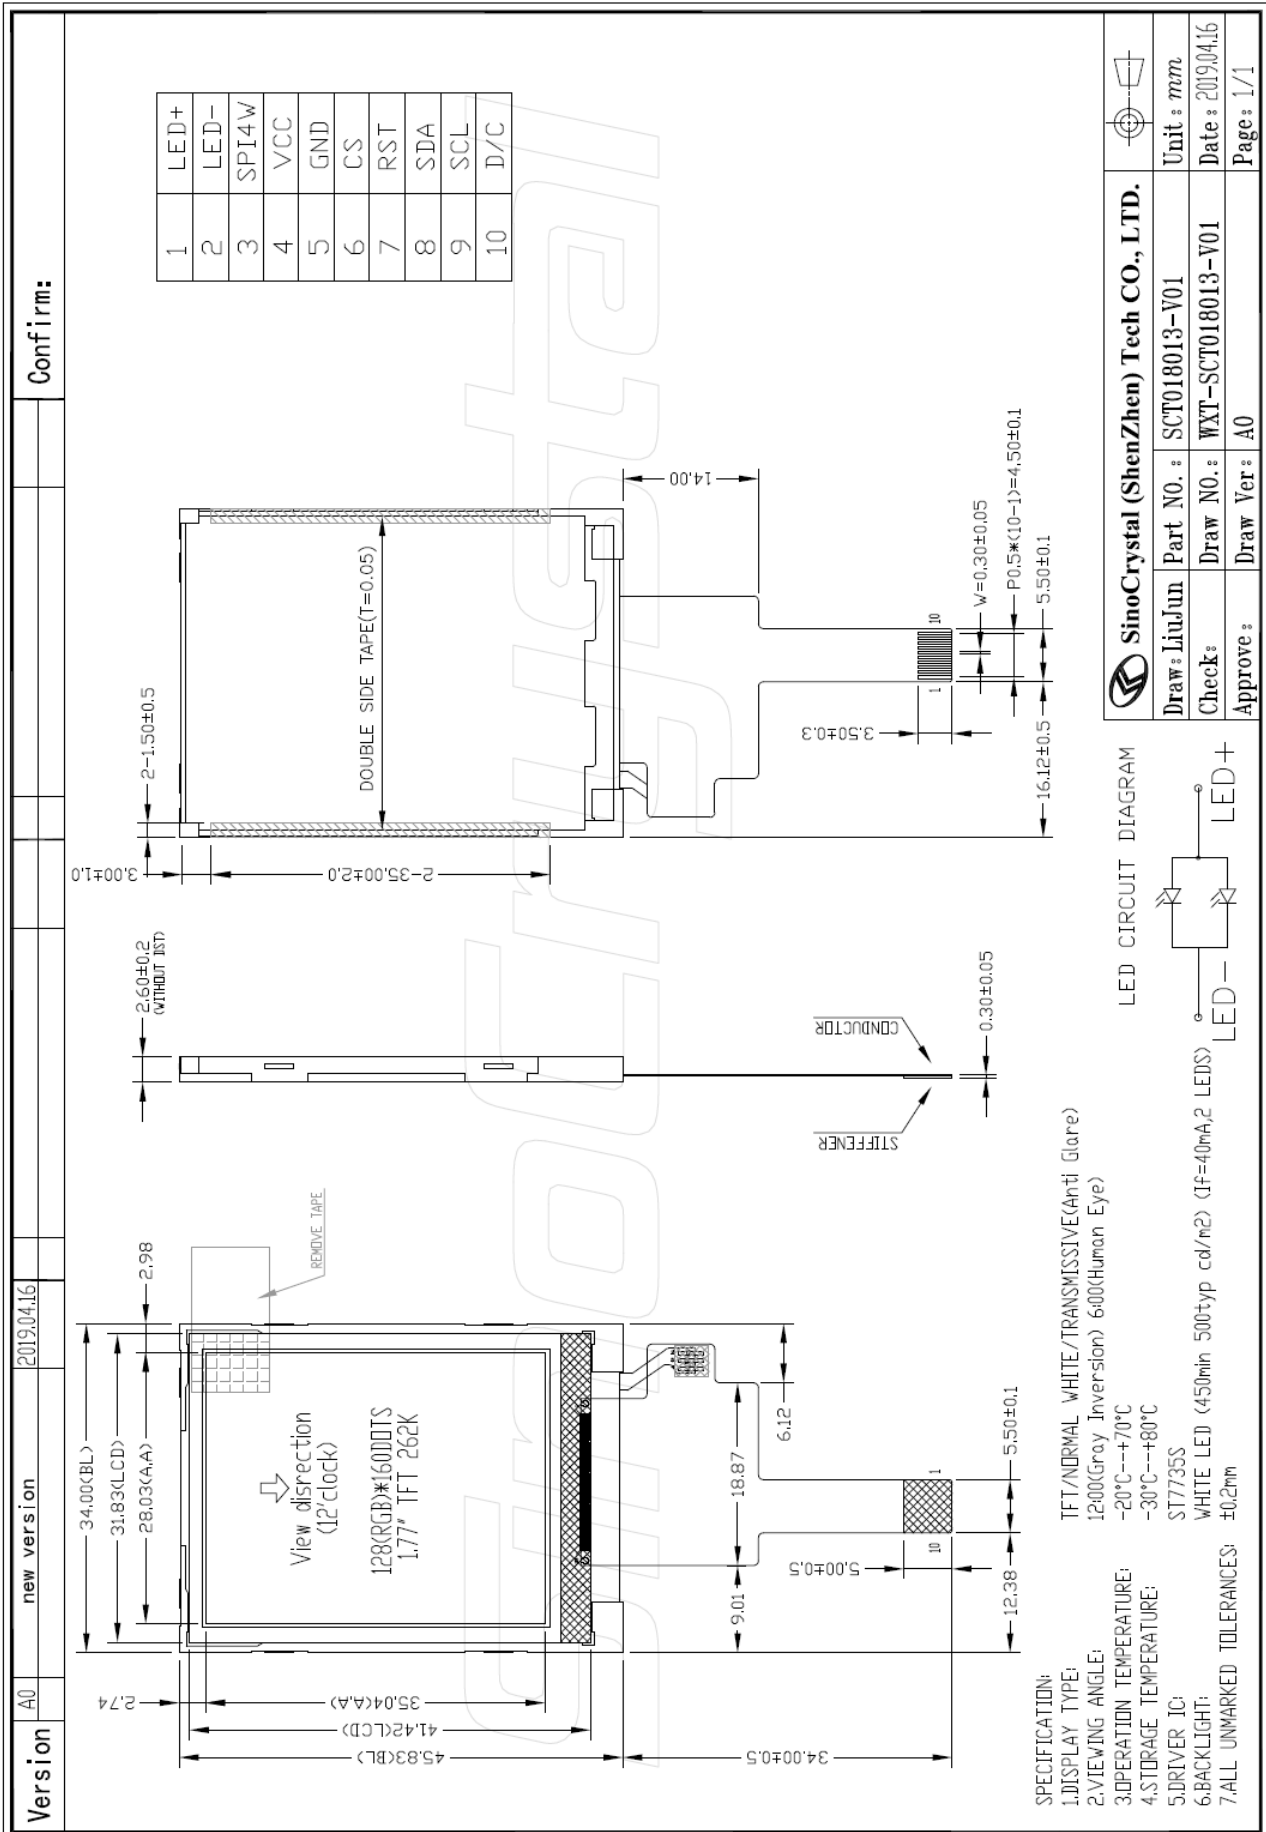 Version
A0
new version
2019.04.16
Confirm:
34.00(BL)
31.83(LCD)
28.03(A.A)
2.98
2.74
35.04(A.A)
41.42(LCD)
45.83(BL)
34.00±0.5
REMOVE TAPE
View disrection
(12'clock)
128(RGB)*160DOTS
1.77" TFT 262K
6.12
18.87
9.01
5.00±0.5
10
1
12.38
5.50±0.1
2.60±0.2
(WITHOUT DST)
STIFFENER
CONDUCTOR
0.30±0.05
3.00±1.0
2-1.50±0.5
2-35.00±2.0
DOUBLE SIDE TAPE(T=0.05)
14.00
3.50±0.3
1
10
W=0.30±0.05
P0.5*(10-1)=4.50±0.1
16.12±0.5
5.50±0.1
1 LED+
2 LED-
3 SPI4W
4 VCC
5 GND
6 CS
7 RST
8 SDA
9 SCL
10 D/C
SPECIFICATION:
1.DISPLAY TYPE: TFT/NORMAL WHITE/TRANSMISSIVE(Anti Glare)
2.VIEWING ANGLE: 12:00(Gray Inversion) 6:00(Human Eye)
3.OPERATION TEMPERATURE: -20°C---+70°C
4.STORAGE TEMPERATURE: -30°C---+80°C
5.DRIVER IC: ST7735S
6.BACKLIGHT: WHITE LED (450min 500typ cd/m2) (If=40mA,2 LEDS)
7.ALL UNMARKED TOLERANCES: ±0.2mm
LED CIRCUIT DIAGRAM
LED-
LED+
SinoCrystal (ShenZhen) Tech CO., LTD.
Draw: LiuJun
Part NO.: SCT018013-V01
Unit: mm
Check:
Draw NO.: WXT-SCT018013-V01
Date: 2019.04.16
Approve:
Draw Ver: A0
Page: 1/1
SinoCrystal